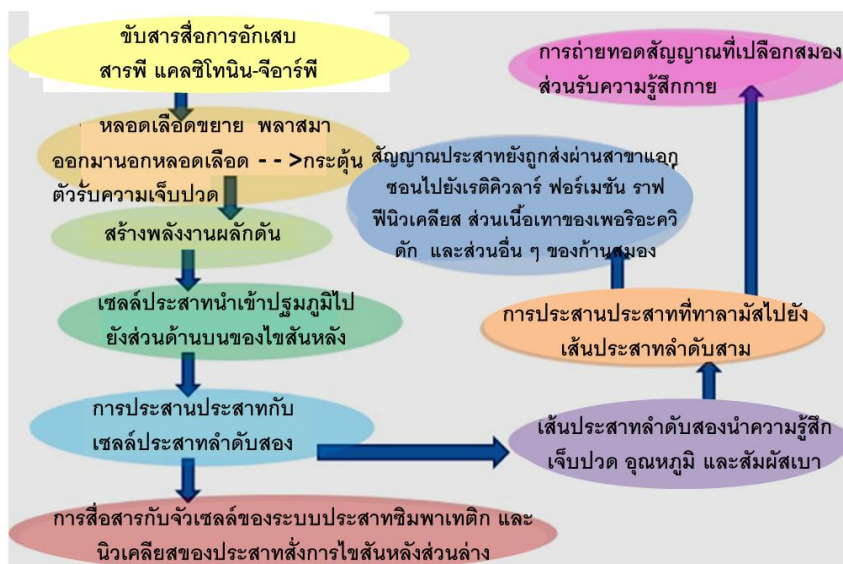 ขับสารสื่อการอักเสบ
สารพี แคลซิโทนิน-จีอาร์พี
หลอดเลือดขยาย พลาสมา
ออกมานอกหลอดเลือด - - >กระตุ้น
ตัวรับความเจ็บปวด
สร้างพลังงานผลักดัน
เซลล์ประสาทนำเข้าปฐมภูมิไป
ยังส่วนด้านบนของไขสันหลัง
การประสานประสาทกับ
เซลล์ประสาทลำดับสอง
การสื่อสารกับจัวเซลล์ของระบบประสาทซิมพาเทติก และ
นิวเคลียสของประสาทสั่งการไขสันหลังส่วนล่าง
เส้นประสาทลำดับสองนำความรู้สึก
เจ็บปวด อุณหภูมิ และสัมผัสเบา
การประสานประสาทที่ทาลามัสไปยัง
เส้นประสาทลำดับสาม
สัญญาณประสาทยังถูกส่งผ่านสาขาแอก
ซอนไปยังเรติคิวลาร์ ฟอร์เมชัน ราฟ
ฟีนิวเคลียส ส่วนเนื้อเทาของเพอริอะควิ
ดัก และส่วนอื่น ๆ ของก้านสมอง
การถ่ายทอดสัญญาณที่เปลือกสมอง
ส่วนรับความรู้สึกกาย